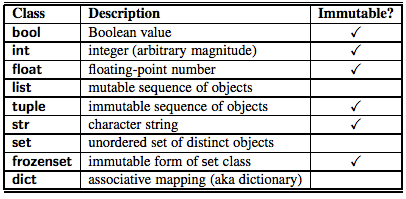 Class Description Immutable?
bool Boolean value ✓
int integer (arbitrary magnitude) ✓
float floating-point number ✓
list mutable sequence of objects
tuple immutable sequence of objects ✓
str character string ✓
set unordered set of distinct objects
frozenset immutable form of set class ✓
dict associative mapping (aka dictionary)